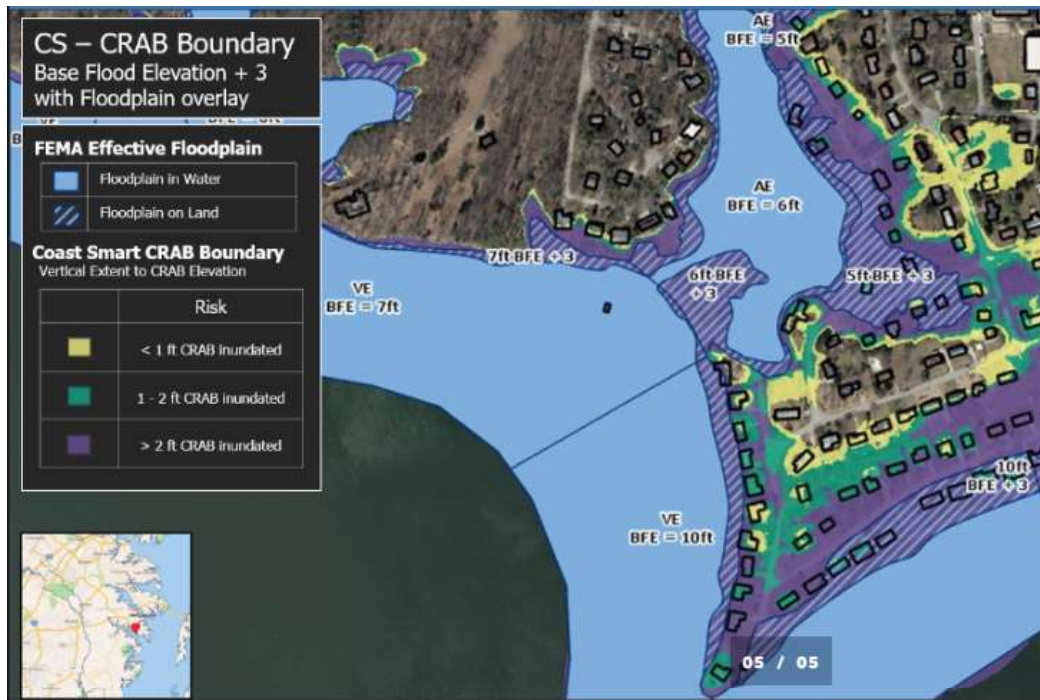 CS – CRAB Boundary
Base Flood Elevation + 3
with Floodplain overlay
FEMA Effective Floodplain
Floodplain in Water
Floodplain on Land
Coast Smart CRAB Boundary
Vertical Extent to CRAB Elevation
Risk
< 1 ft CRAB inundated
1 - 2 ft CRAB inundated
> 2 ft CRAB inundated
AE
BFE = 5ft
AE
BFE = 6ft
7ft BFE + 3
6ft BFE
+ 3
5ft BFE + 3
VE
BFE = 7ft
10ft
BFE + 3
VE
BFE = 10ft
05 / 05